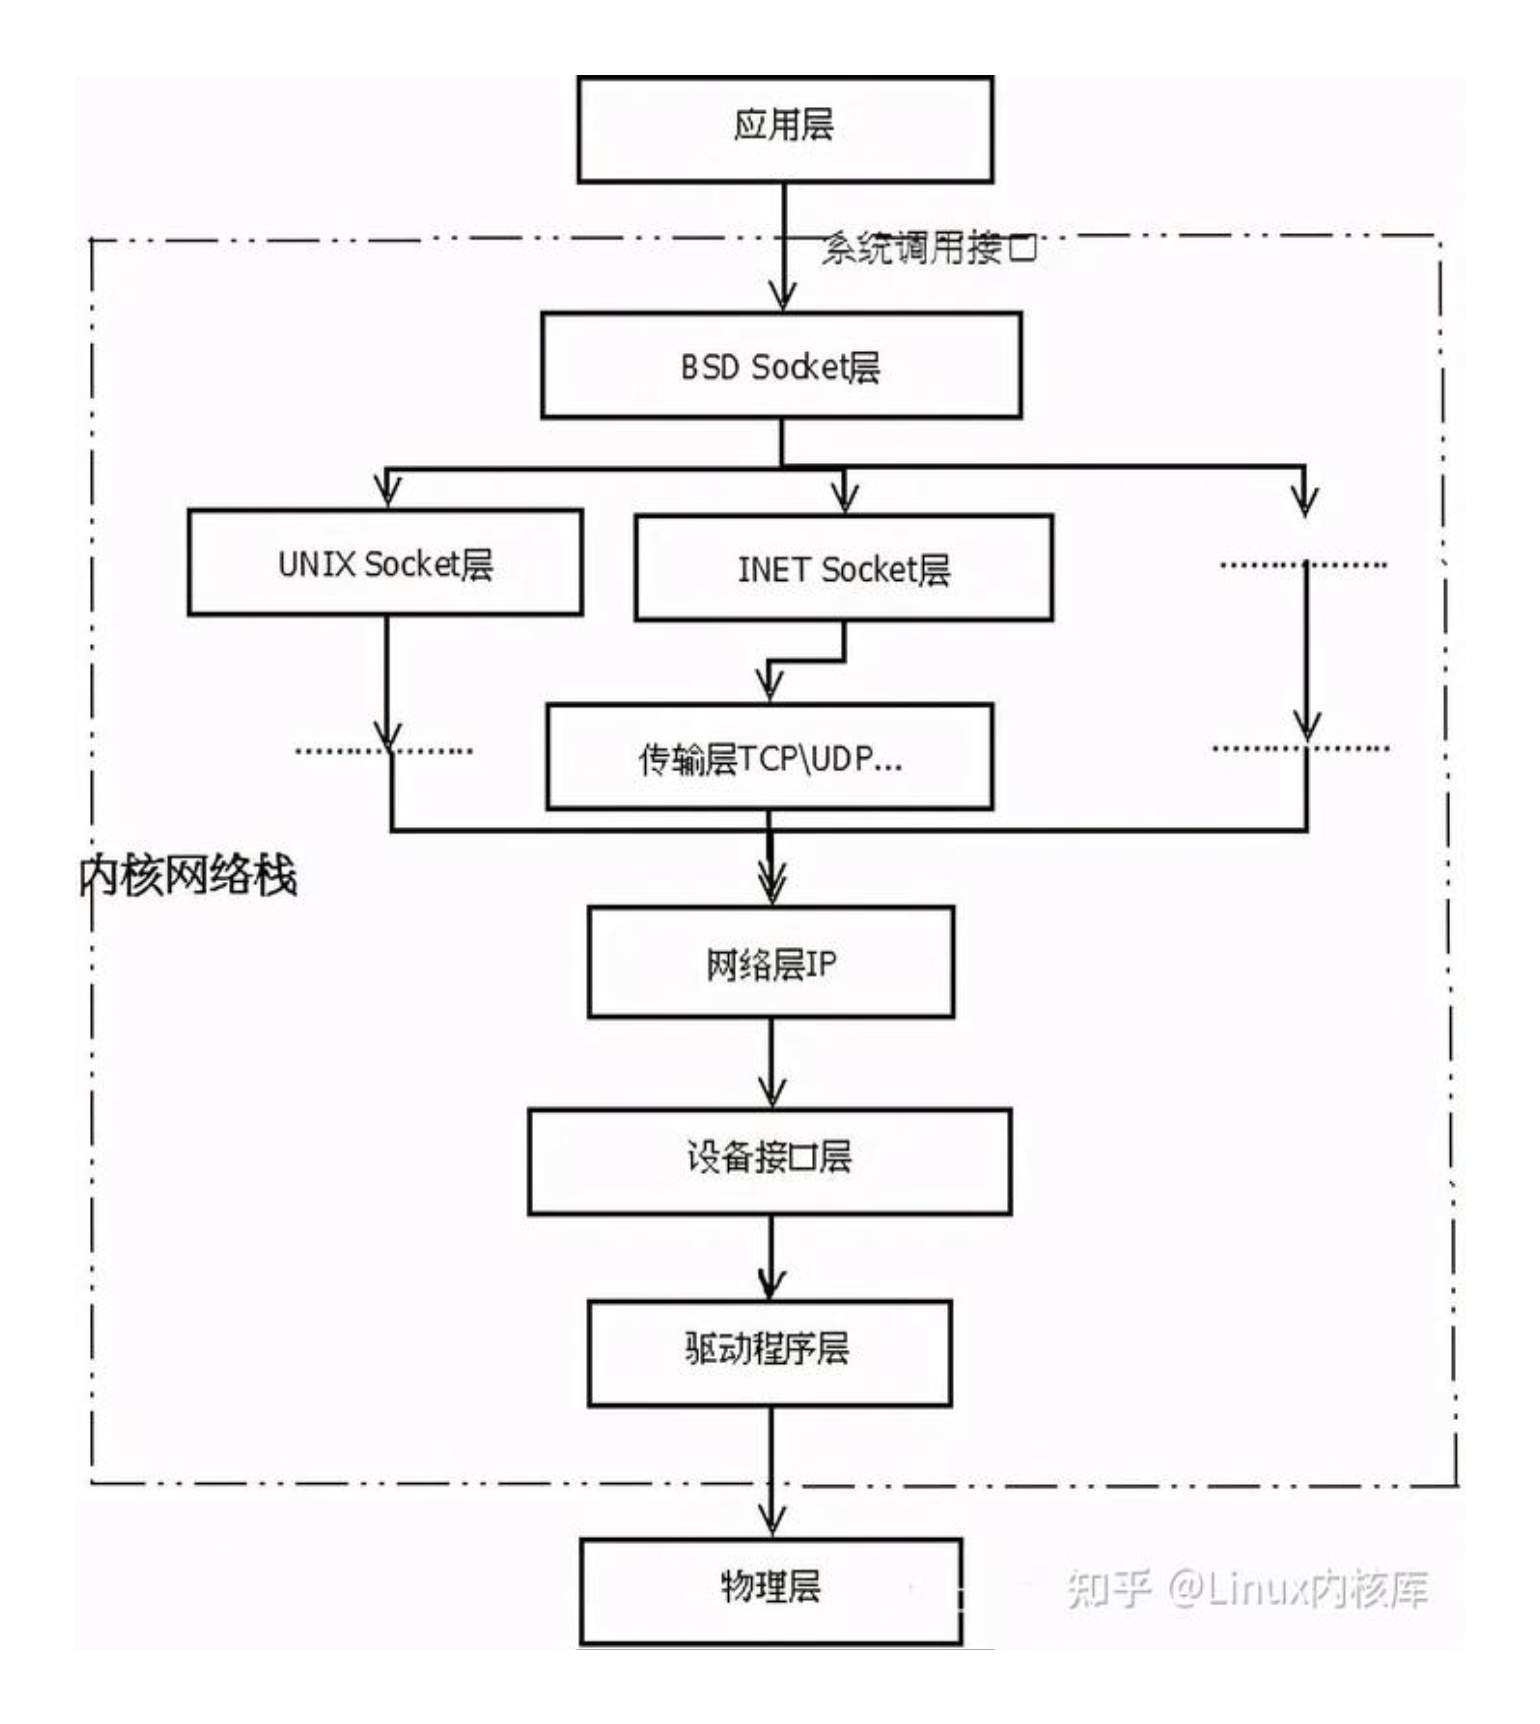 应用层
系统调用接口
BSD Socket层
UNIX Socket层
INET Socket层
传输层TCP\UDP...
内核网络栈
网络层IP
设备接口层
驱动程序层
物理层
知乎 @Linux内核库